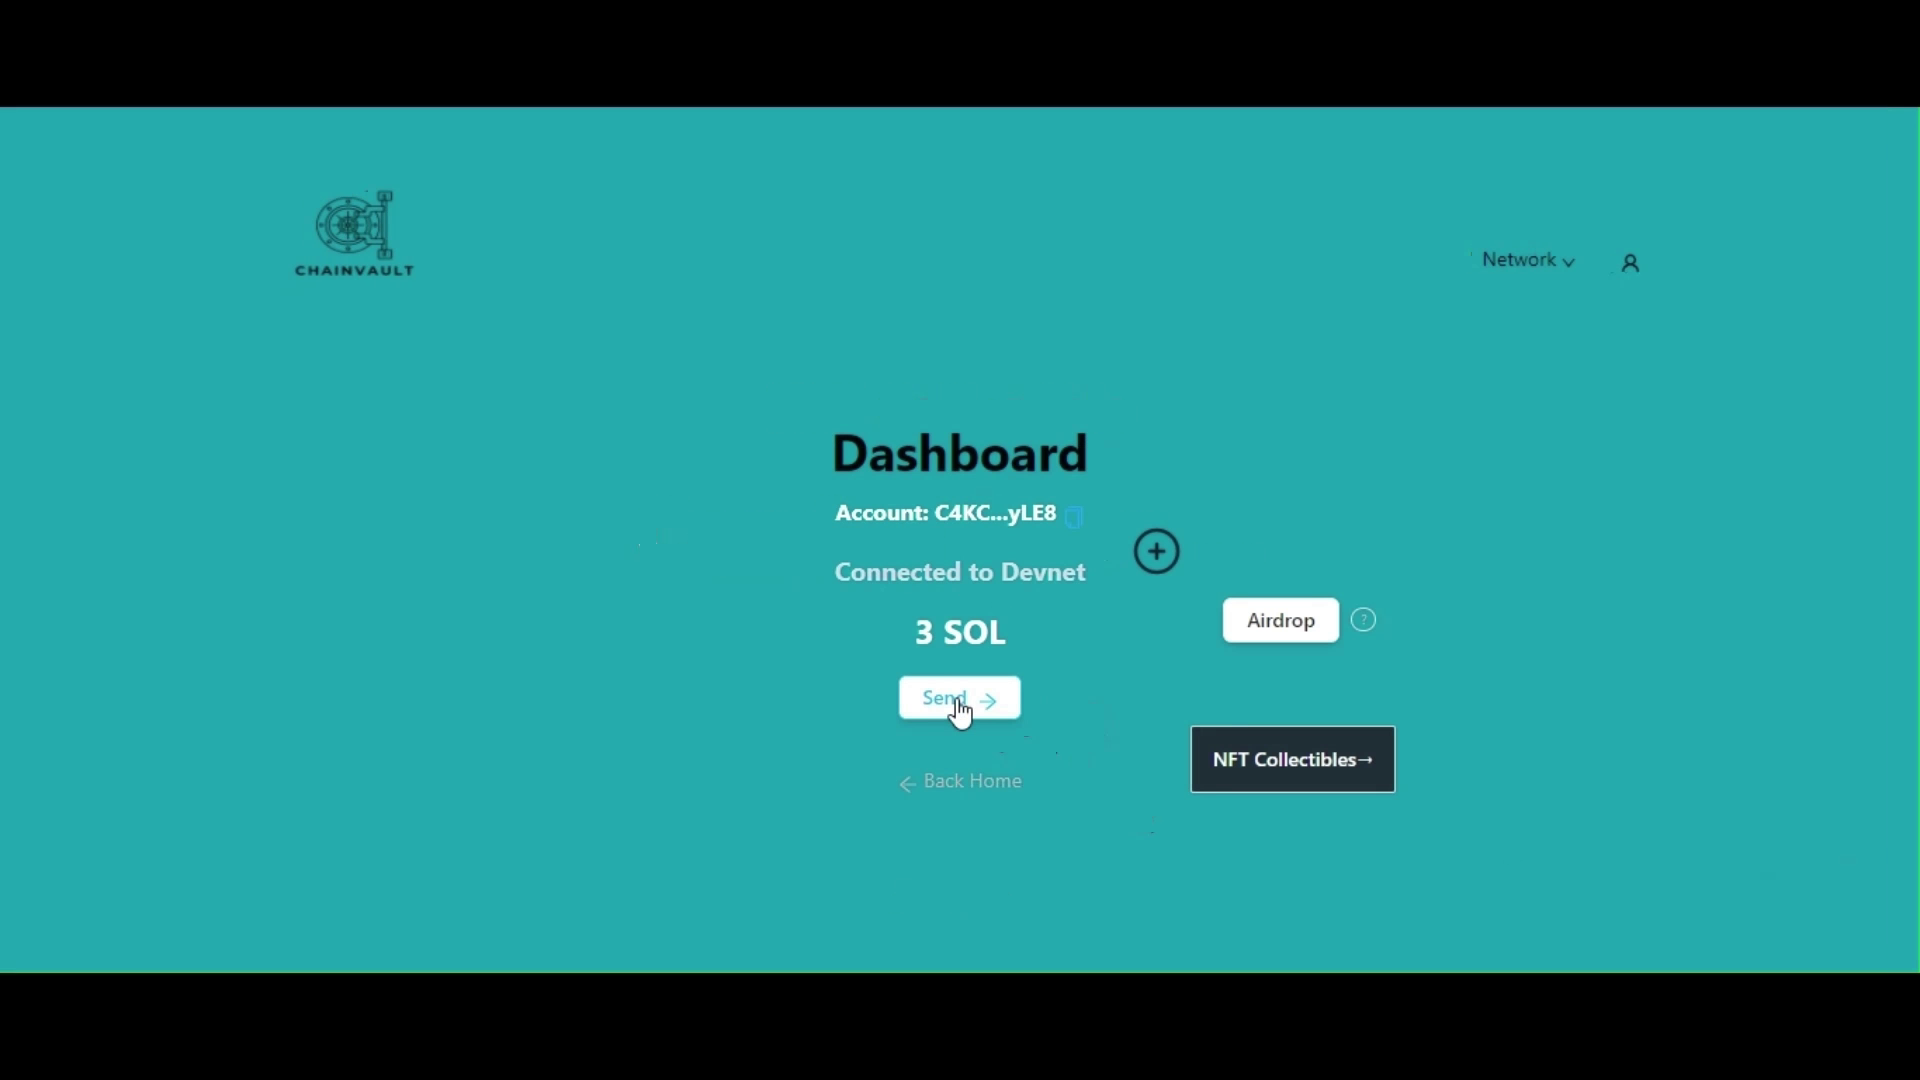 CHAINVAULT
Network
Dashboard
Account: C4KC...yLE8
Connected to Devnet
3 SOL
Airdrop
?
Send →
NFT Collectibles→
← Back Home